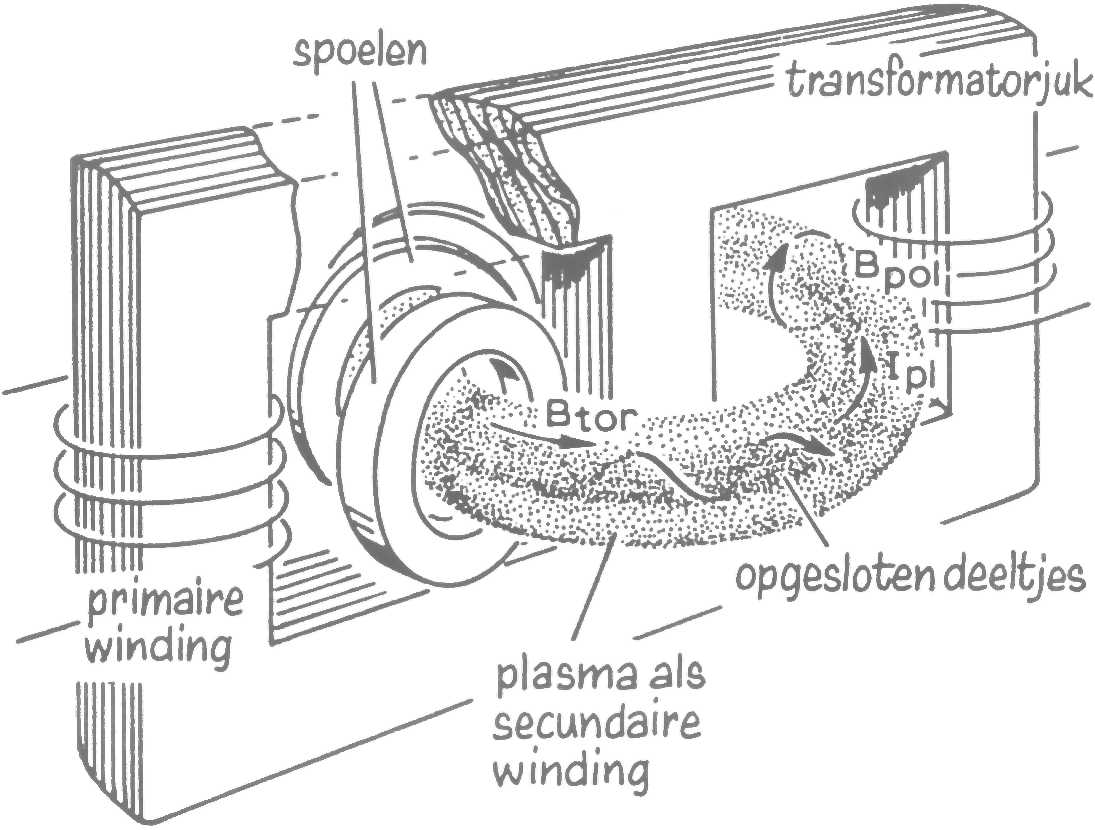 spoelen
transformatorjuk
Bpol
Ipl
Btor
opgesloten deeltjes
primaire
winding
plasma als
secundaire
winding